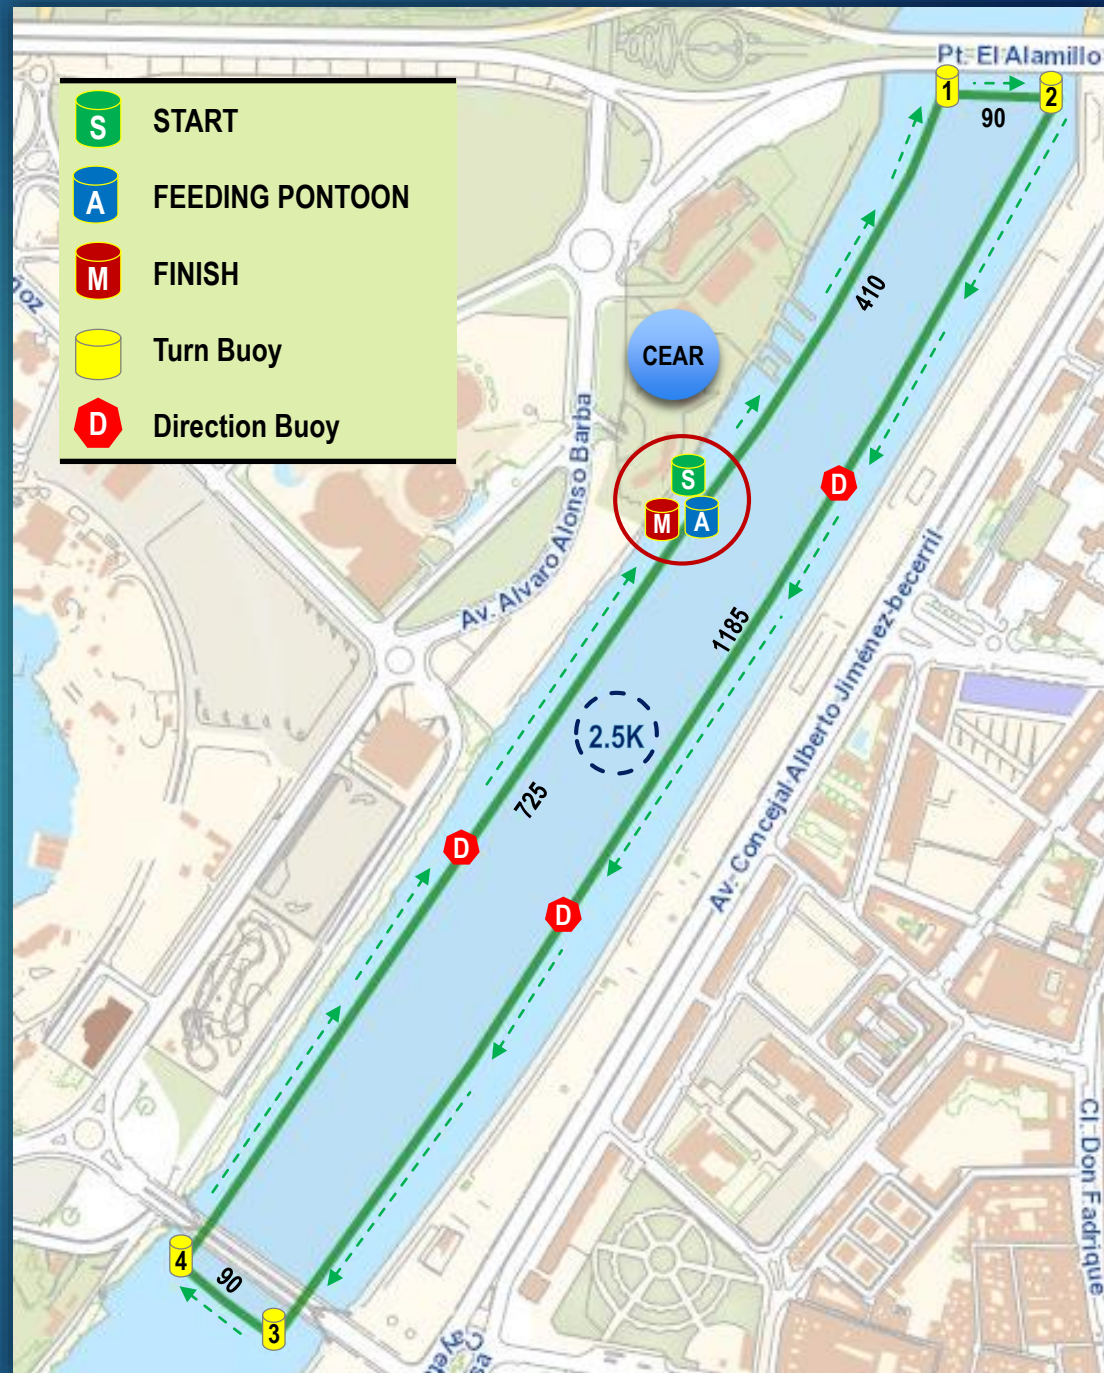 Pt. El Alamillo
S START
A FEEDING PONTOON
M FINISH
Turn Buoy
D Direction Buoy
1
2
90
410
CEAR
S
M
A
D
Av. Alvaro Alonso Barba
Av. Concejal Alberto Jiménez-becerril
1185
2.5K
725
D
D
4
90
3
Cl. Don Fadrique